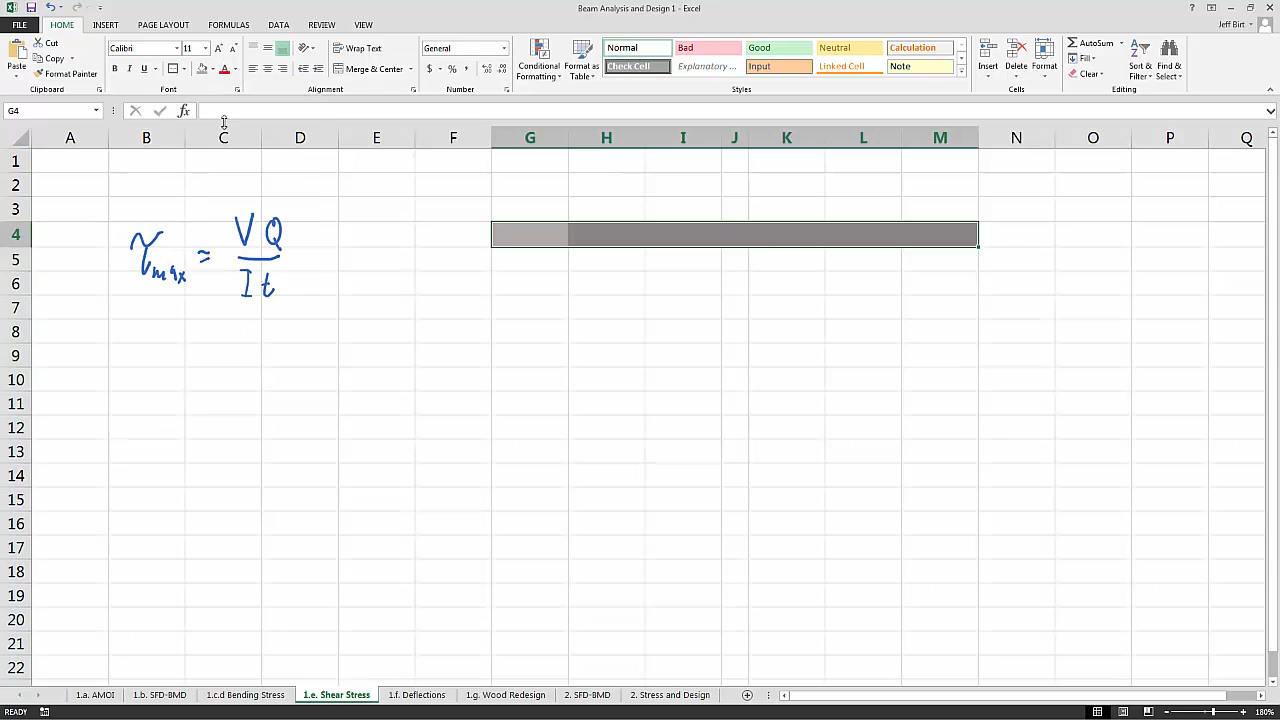 Beam Analysis and Design 1 - Excel
FILE HOME INSERT PAGE LAYOUT FORMULAS DATA REVIEW VIEW Jeff Birt
Cut
Copy
Format Painter
Paste
Clipboard
Calibri 11
Font
Wrap Text
Merge & Center
Alignment
General
$ % ,
Number
Conditional Formatting
Format as Table
Normal Bad Good Neutral Calculation
Check Cell Explanatory ... Input Linked Cell Note
Styles
Insert Delete Format
Cells
AutoSum
Fill
Clear
Sort & Filter
Find & Select
Editing
G4 fx
A B C D E F G H I J K L M N O P Q
1
2
3
4
5
6
7
8
9
10
11
12
13
14
15
16
17
18
19
20
21
22
τmax = VQ
It
1.a. AMOI 1.b. SFD-BMD 1.c.d Bending Stress 1.e. Shear Stress 1.f. Deflections 1.g. Wood Redesign 2. SFD-BMD 2. Stress and Design
READY 180%